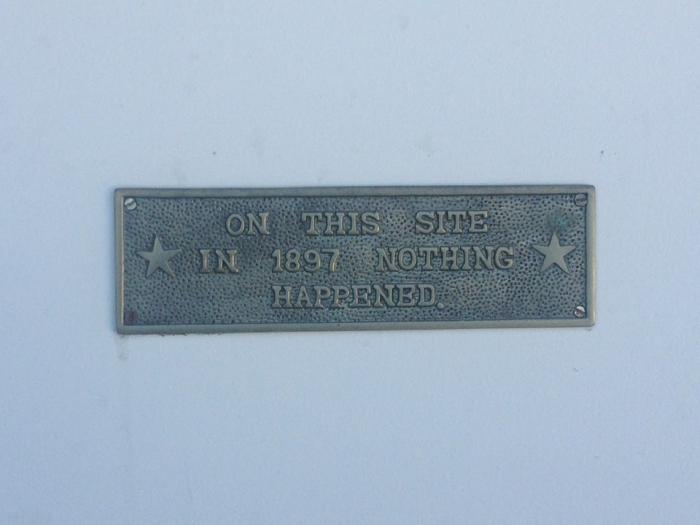 ON THIS SITE
IN 1897 NOTHING
HAPPENED.